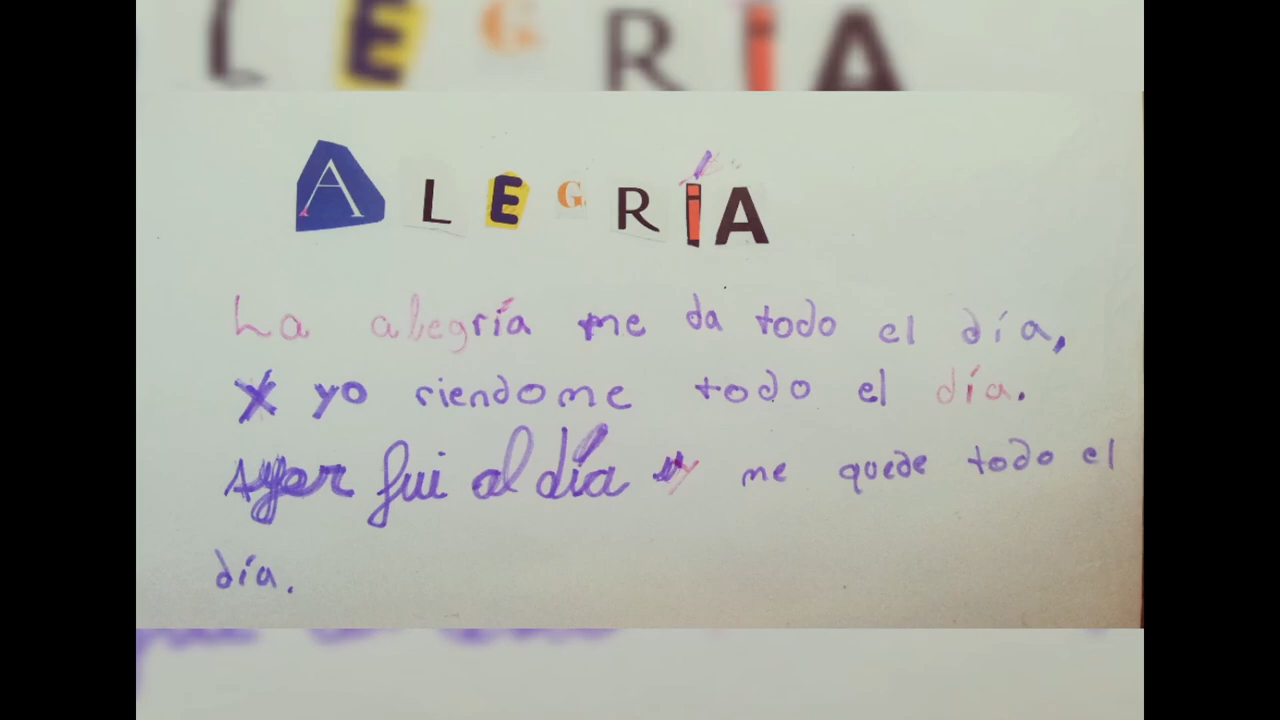 LEGRÍA
ALEGRÍA
La alegría me da todo el día,
yo riendome todo el día.
Ayer fui al día y me quede todo el
día.